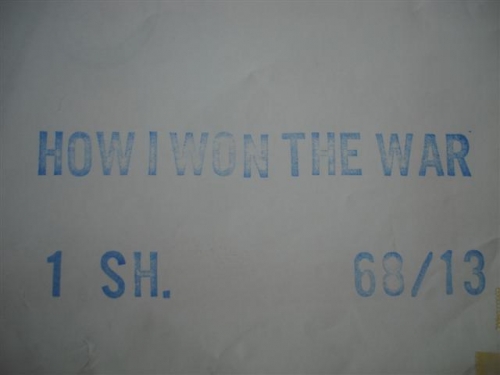 HOW I WON THE WAR
1 SH. 68/13